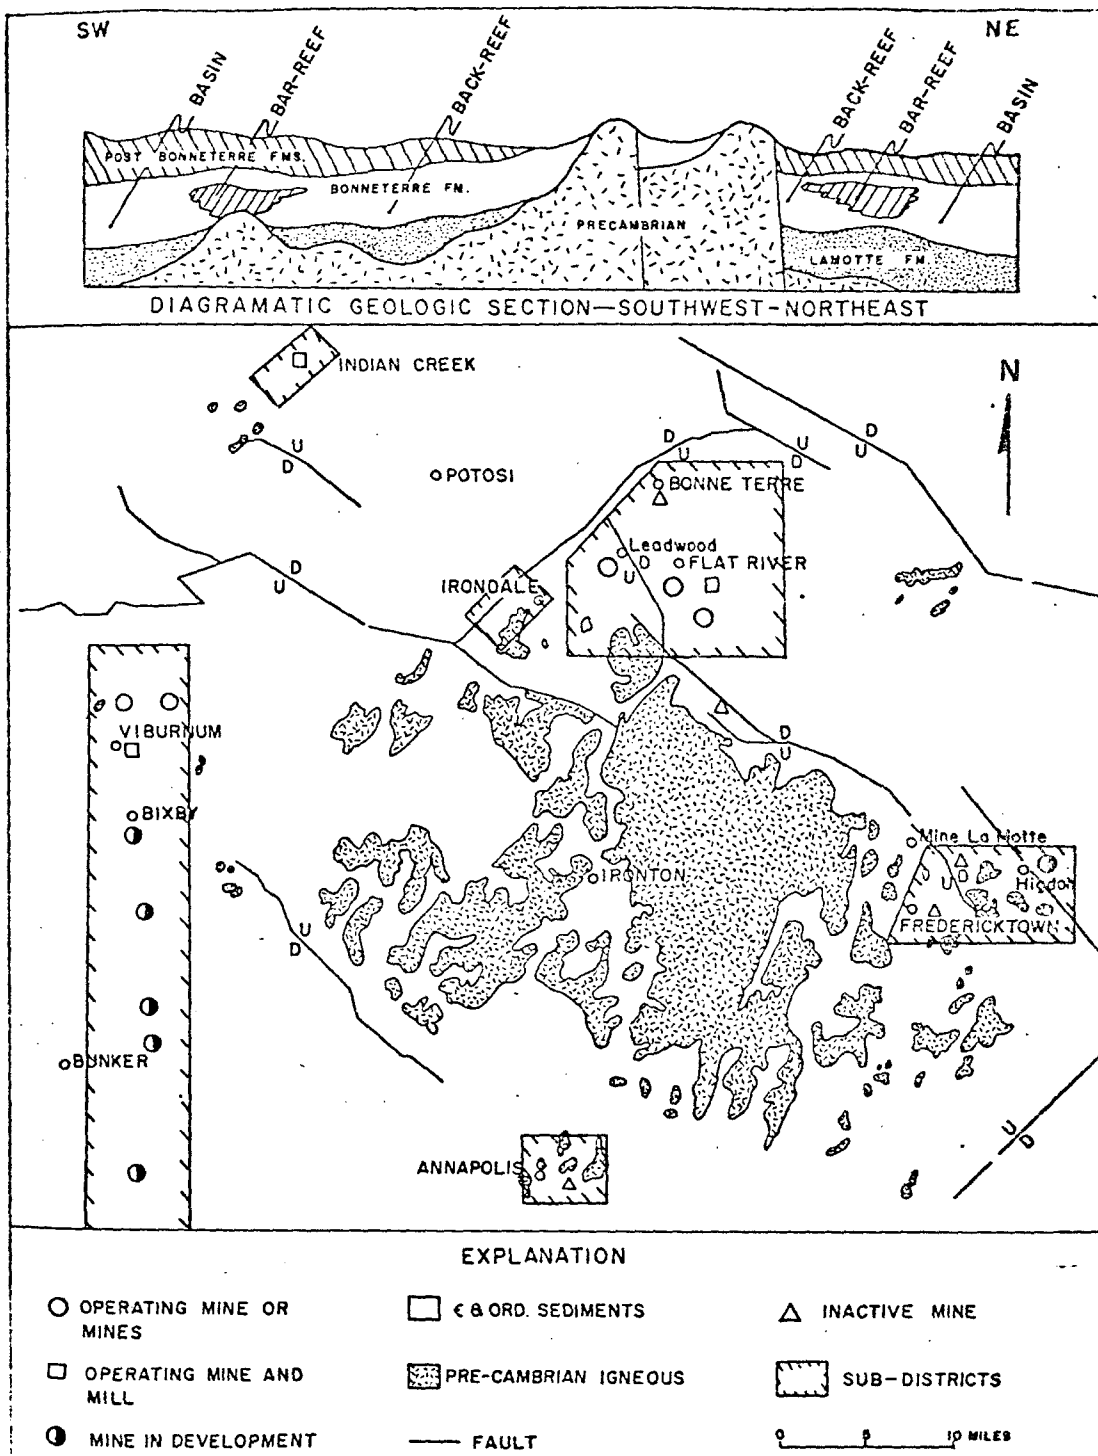 SW
NE
BASIN
BAR-REEF
BACK-REEF
BACK-REEF
BAR-REEF
BASIN
POST BONNETERRE FMS.
BONNETERRE FM.
PRECAMBRIAN
LAMOTTE FM.
DIAGRAMATIC GEOLOGIC SECTION—SOUTHWEST-NORTHEAST
INDIAN CREEK
N
U
D
D
U
U
D
D
U
POTOSI
BONNE TERRE
Leadwood
FLAT RIVER
U
D
D
U
IRONDALE
VIBURNUM
D
U
BIXBY
Mine La Motte
IRONTON
U
D
Higdon
FREDERICKTOWN
U
D
BUNKER
U
D
ANNAPOLIS
EXPLANATION
OPERATING MINE OR
MINES
Є & ORD. SEDIMENTS
INACTIVE MINE
OPERATING MINE AND
MILL
PRE-CAMBRIAN IGNEOUS
SUB-DISTRICTS
MINE IN DEVELOPMENT
FAULT
0 5 10 MILES